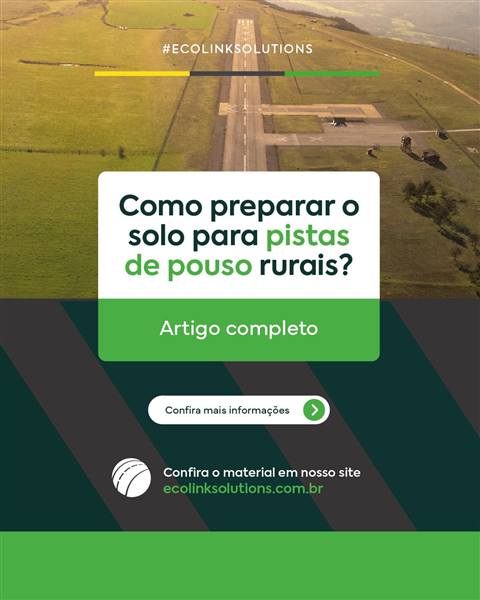 #ECOLINKSOLUTIONS
Como preparar o
solo para pistas
de pouso rurais?
Artigo completo
Confira mais informações
Confira o material em nosso site
ecolinksolutions.com.br